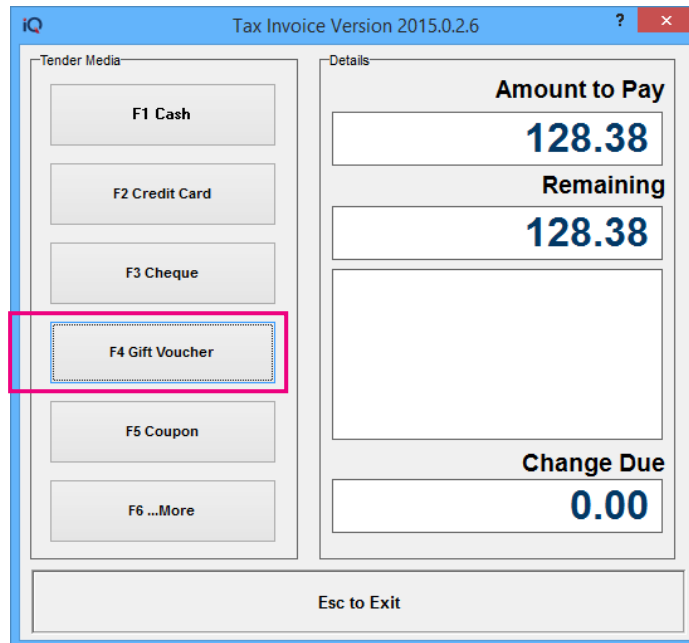 iQ
Tax Invoice Version 2015.0.2.6
?
Tender Media
F1 Cash
F2 Credit Card
F3 Cheque
F4 Gift Voucher
F5 Coupon
F6 ...More
Details
Amount to Pay
128.38
Remaining
128.38
Change Due
0.00
Esc to Exit